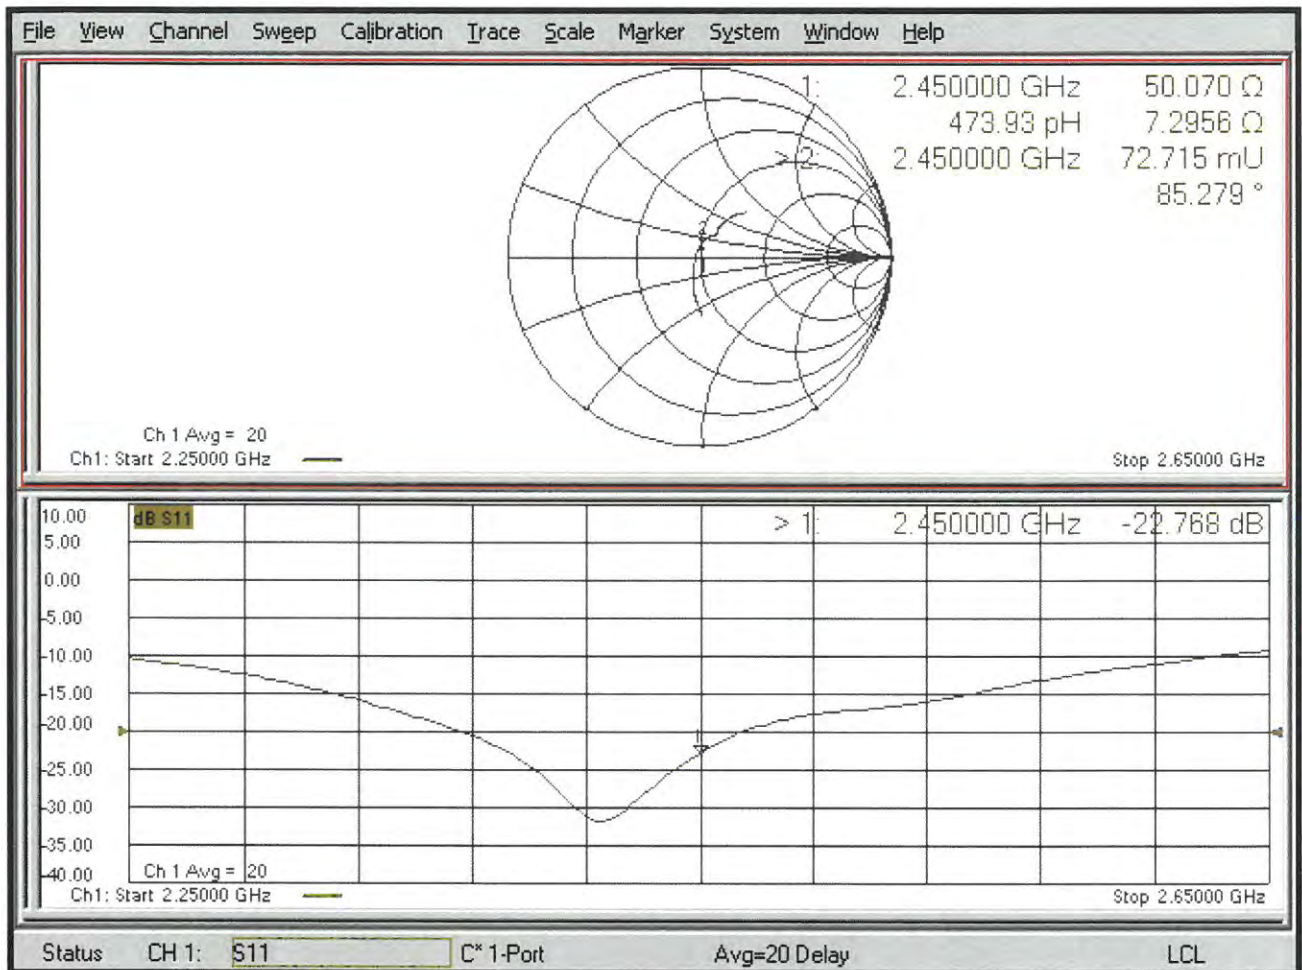 File View Channel Sweep Calibration Trace Scale Marker System Window Help
1: 2.450000 GHz 50.070 Ω
473.93 pH 7.2956 Ω
> 2: 2.450000 GHz 72.715 mU
85.279 °
Ch 1 Avg = 20
Ch1: Start 2.25000 GHz Stop 2.65000 GHz
10.00 dB S11 > 1: 2.450000 GHz -22.768 dB
5.00
0.00
-5.00
-10.00
-15.00
-20.00
-25.00
-30.00
-35.00
-40.00 Ch 1 Avg = 20
Ch1: Start 2.25000 GHz Stop 2.65000 GHz
Status CH 1: S11 C* 1-Port Avg=20 Delay LCL